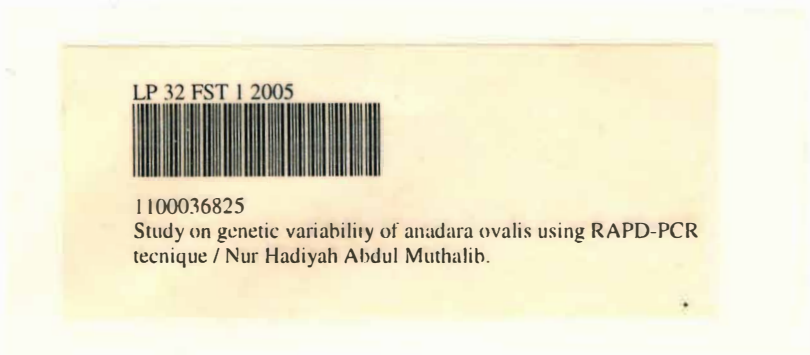 LP 32 FST 1 2005
1100036825
Study on genetic variability of anadara ovalis using RAPD-PCR
tecnique / Nur Hadiyah Abdul Muthalib.